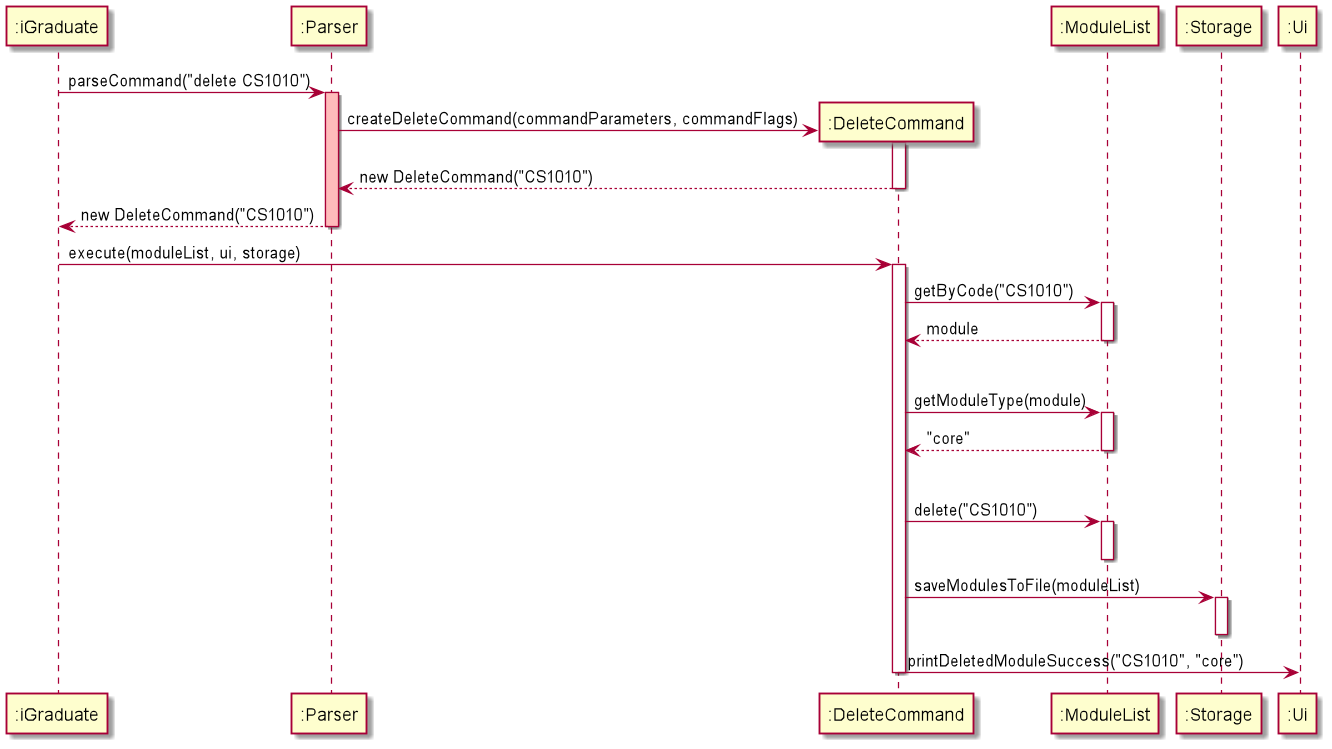 :iGraduate
:Parser
:ModuleList
:Storage
:Ui
parseCommand("delete CS1010")
createDeleteCommand(commandParameters, commandFlags)
:DeleteCommand
new DeleteCommand("CS1010")
new DeleteCommand("CS1010")
execute(moduleList, ui, storage)
getByCode("CS1010")
module
getModuleType(module)
"core"
delete("CS1010")
saveModulesToFile(moduleList)
printDeletedModuleSuccess("CS1010", "core")
:iGraduate
:Parser
:DeleteCommand
:ModuleList
:Storage
:Ui